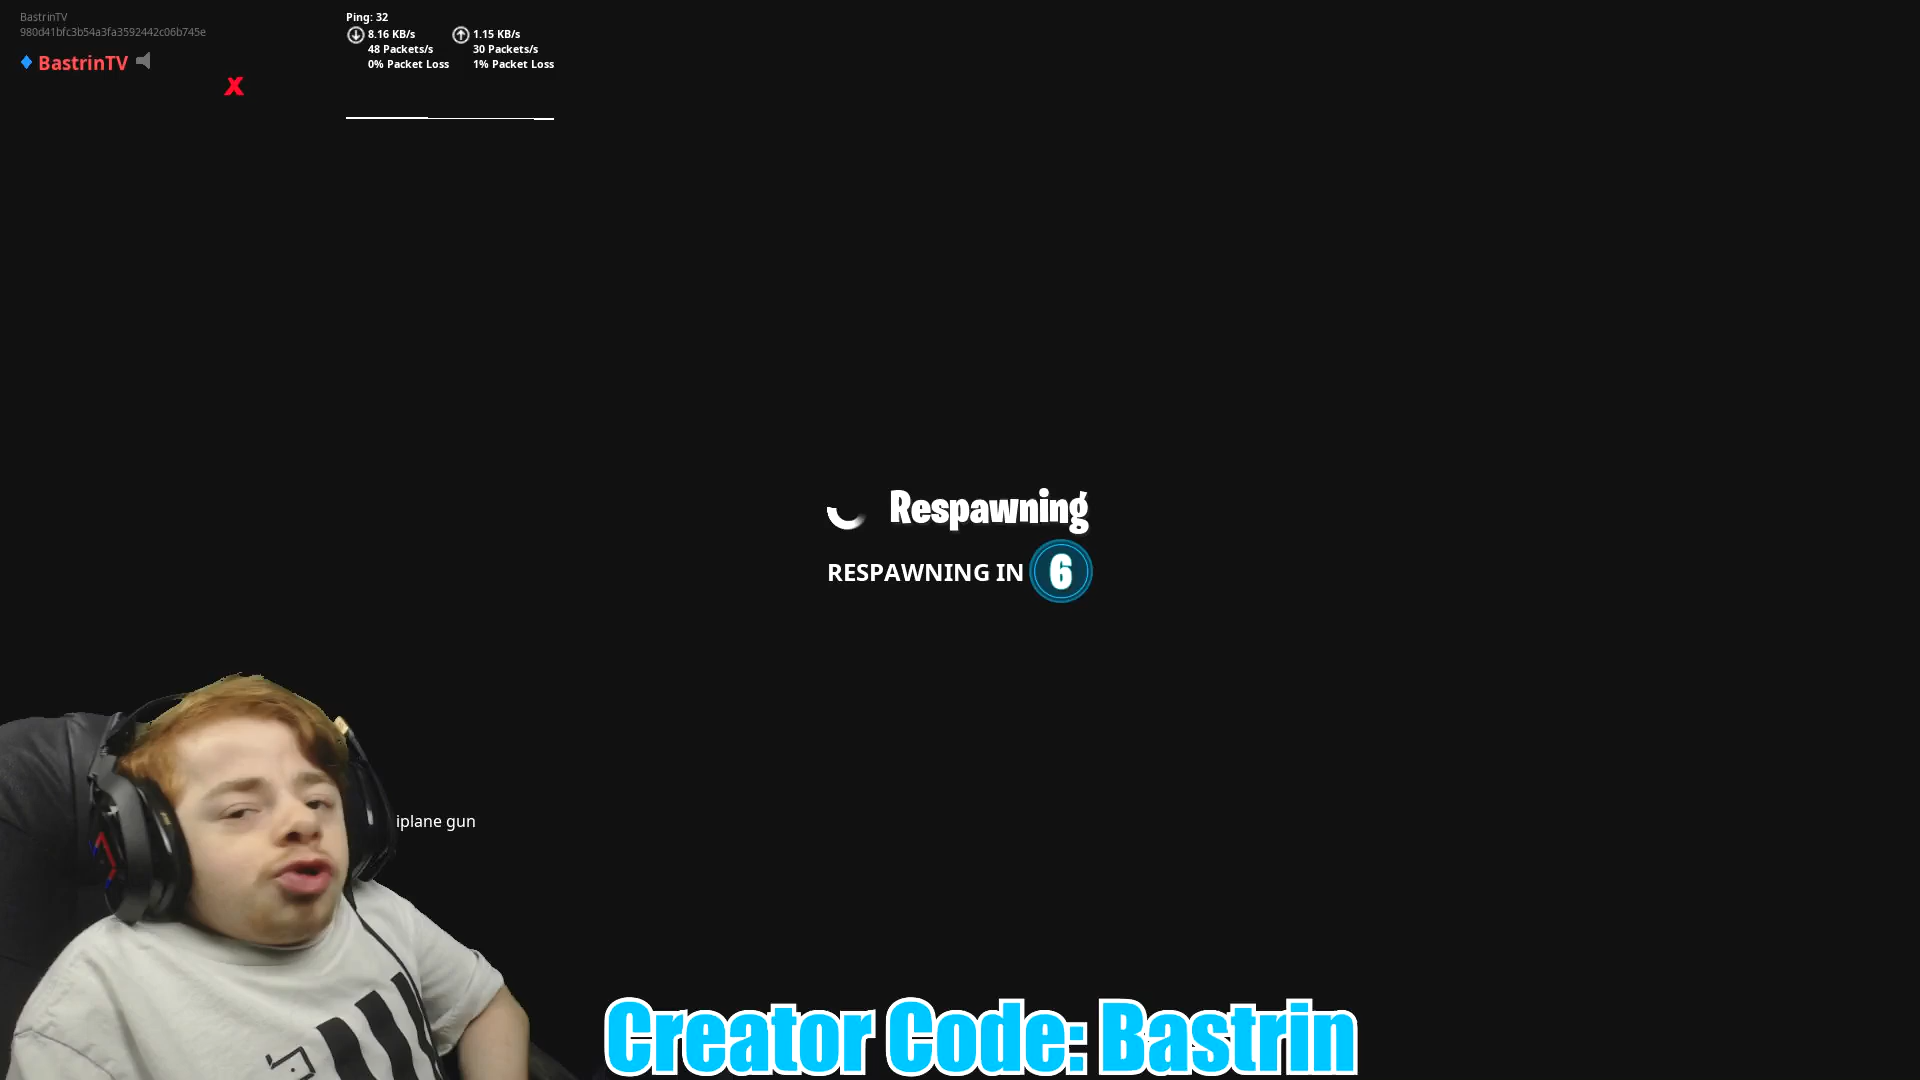 BastrinTV
980d41bfc3b54a3fa3592442c06b745e
BastrinTV
X
Ping: 32
8.16 KB/s 1.15 KB/s
48 Packets/s 30 Packets/s
0% Packet Loss 1% Packet Loss
Respawning
RESPAWNING IN 6
iplane gun
Creator Code: Bastrin